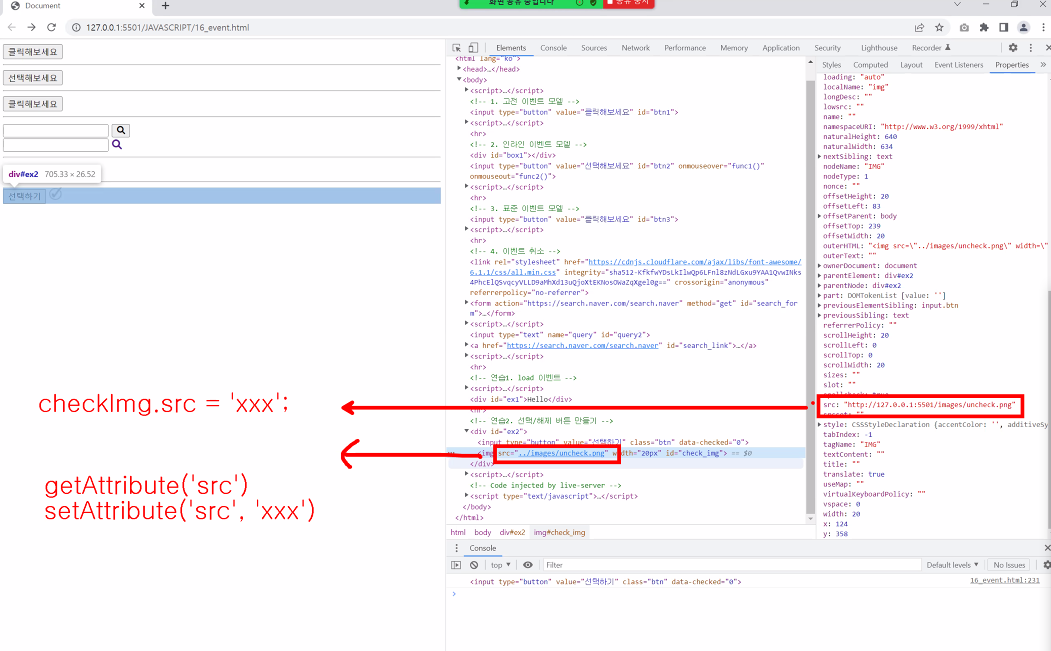 Document
화면 공유 중입니다
공유 중지
127.0.0.1:5501/JAVASCRIPT/16_event.html
클릭해보세요
선택해보세요
클릭해보세요
div#ex2 705.33 × 26.52
선택하기
checkImg.src = 'xxx';
getAttribute('src')
setAttribute('src', 'xxx')
Elements Console Sources Network Performance Memory Application Security Lighthouse Recorder
<html lang="ko">
<head>…</head>
<body>
<script>…</script>
<!-- 1. 고전 이벤트 모델 -->
<input type="button" value="클릭해보세요" id="btn1">
<script>…</script>
<hr>
<!-- 2. 인라인 이벤트 모델 -->
<div id="box1"></div>
<input type="button" value="선택해보세요" id="btn2" onmouseover="func1()"
onmouseout="func2()">
<script>…</script>
<hr>
<!-- 3. 표준 이벤트 모델 -->
<input type="button" value="클릭해보세요" id="btn3">
<script>…</script>
<hr>
<!-- 4. 이벤트 취소 -->
<link rel="stylesheet" href="https://cdnjs.cloudflare.com/ajax/libs/font-awesome/
6.1.1/css/all.min.css" integrity=
crossorigin="anonymous"
referrerpolicy="no-referrer">
<form action="https://search.naver.com/search.naver" method="get" id="search_for
m">…</form>
<script>…</script>
<input type="text" name="query" id="query2">
<a href="https://search.naver.com/search.naver" id="search_link">…</a>
<script>…</script>
<hr>
<!-- 연습1. load 이벤트 -->
<script>…</script>
<div id="ex1">Hello</div>
<hr>
<!-- 연습2. 선택/해제 버튼 만들기 -->
<div id="ex2">
<input type="button" value="선택하기" class="btn" data-checked="0">
<img src="../images/uncheck.png" width="20px" id="check_img"> == $0
</div>
<script>…</script>
<!-- Code injected by live-server -->
<script type="text/javascript">…</script>
</body>
</html>
html body div#ex2 img#check_img
Styles Computed Layout Event Listeners Properties
loading: "auto"
localName: "img"
longDesc: ""
lowsrc: ""
name: ""
namespaceURI: "http://www.w3.org/1999/xhtml"
naturalHeight: 640
naturalWidth: 634
nextSibling: text
nodeName: "IMG"
nodeType: 1
nonce: ""
offsetHeight: 20
offsetLeft: 83
offsetParent: body
offsetTop: 239
offsetWidth: 20
outerHTML: "<img src=\"../images/uncheck.png\" width=\"
outerText: ""
ownerDocument: document
parentElement: div#ex2
parentNode: div#ex2
part: DOMTokenList [value: '']
previousElementSibling: input.btn
previousSibling: text
referrerPolicy: ""
scrollHeight: 20
scrollLeft: 0
scrollTop: 0
scrollWidth: 20
sizes: ""
slot: ""
src: "http://127.0.0.1:5501/images/uncheck.png"
style: CSSStyleDeclaration {accentColor: '', additiveSy
tabIndex: -1
tagName: "IMG"
textContent: ""
title: ""
translate: true
useMap: ""
virtualKeyboardPolicy: ""
vspace: 0
width: 20
x: 124
y: 358
Console
top Filter Default levels No Issues
<input type="button" value="선택하기" class="btn" data-checked="0"> 16_event.html:231